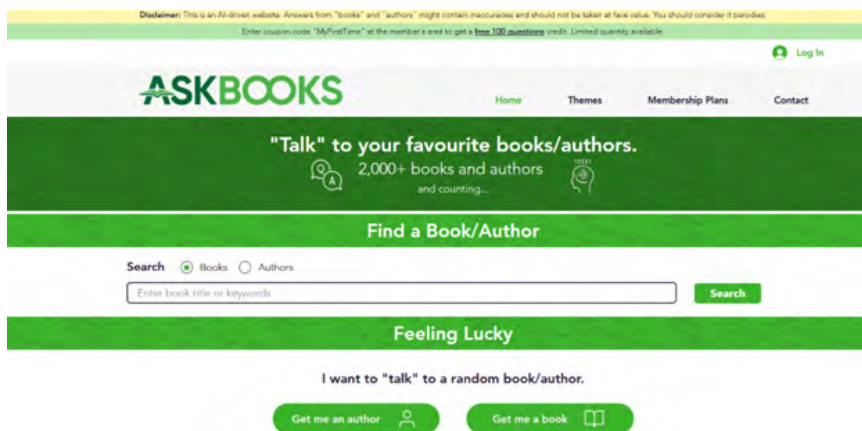 Disclaimer: This is an AI-driven website. Answers from "books" and "authors" might contain inaccuracies and should not be taken at face value. You should consider it parodies.
Enter coupon code "MyFirstTime" at the member's area to get a free 100 questions credit. Limited quantity available.
Log In
ASKBOOKS
Home Themes Membership Plans Contact
"Talk" to your favourite books/authors.
Q A
2,000+ books and authors
and counting...
Find a Book/Author
Search Books Authors
Enter book title or keywords
Search
Feeling Lucky
I want to "talk" to a random book/author.
Get me an author Get me a book